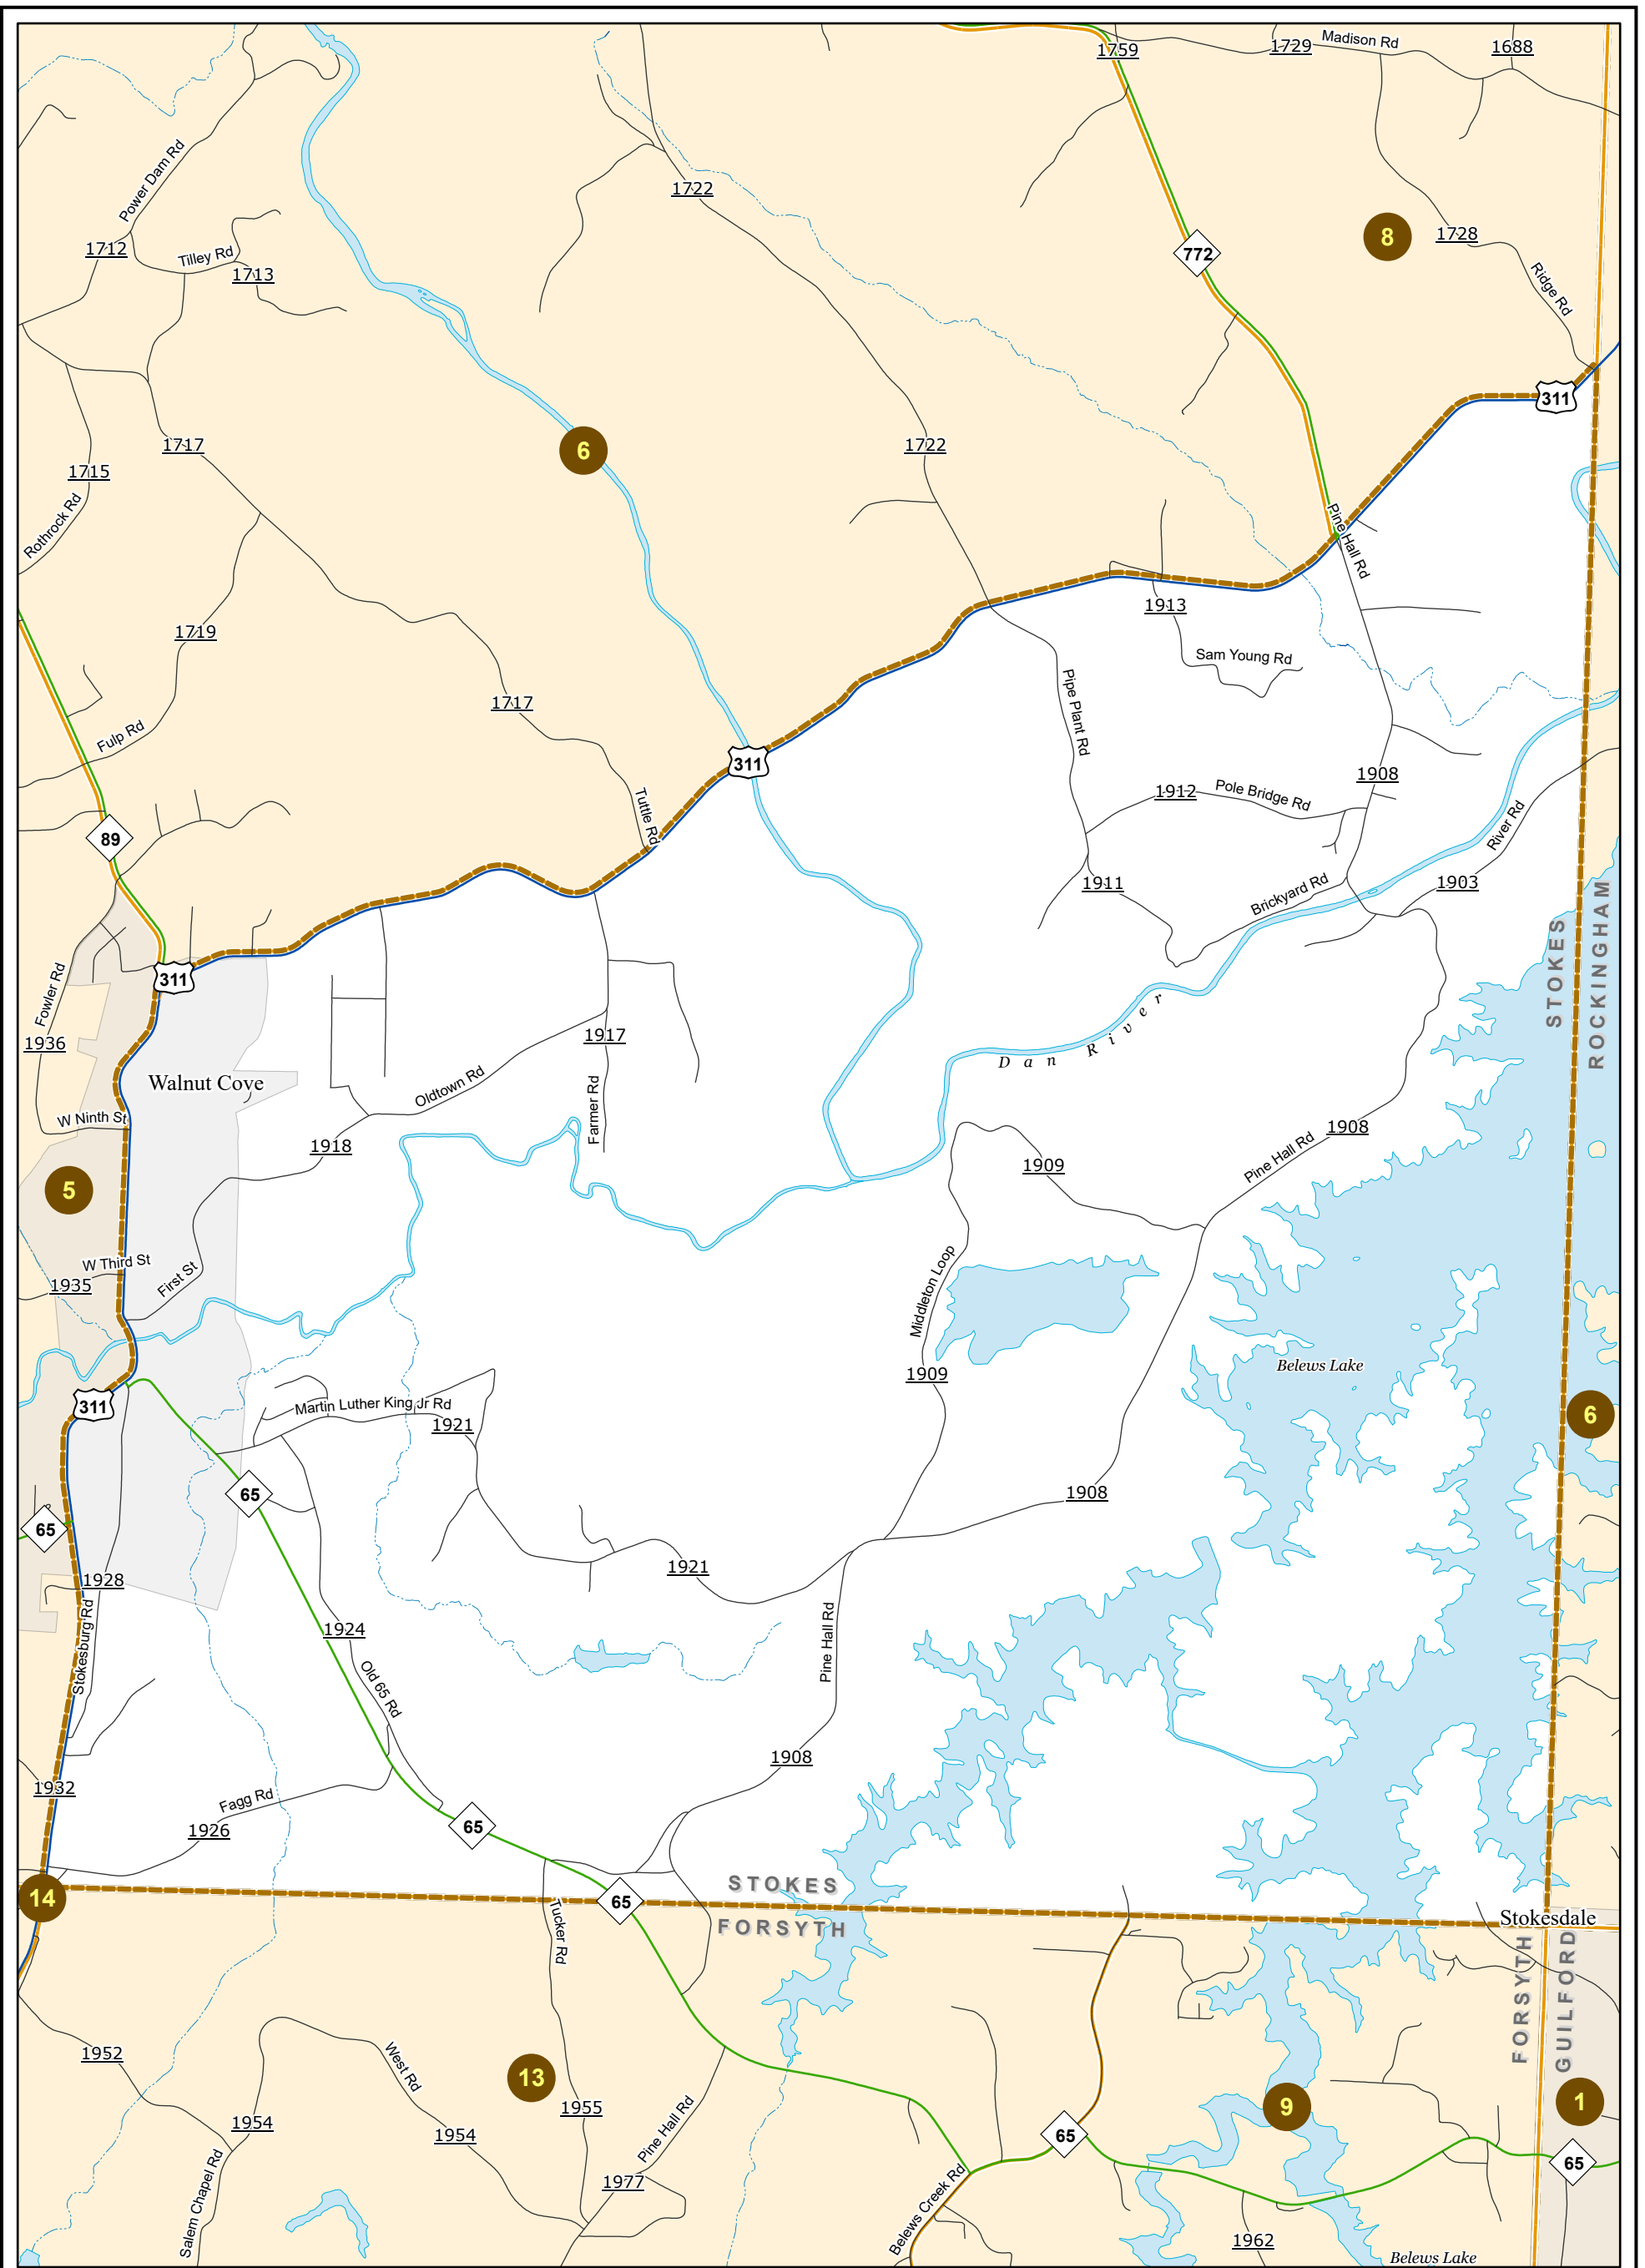 1759
1729
Madison Rd
1688
Power Dam Rd
1722
1712
Tilley Rd
1713
772
8
1728
Ridge Rd
311
6
1717
1722
1715
Rothrock Rd
Pine Hall Rd
1719
1913
Sam Young Rd
Pipe Plant Rd
1717
Fulp Rd
311
1908
1912
Pole Bridge Rd
Tuttle Rd
River Rd
89
1911
Brickyard Rd
1903
STOKES
ROCKINGHAM
311
Fowler Rd
1936
1917
Dan River
Walnut Cove
Oldtown Rd
Farmer Rd
W Ninth St
1918
1908
Pine Hall Rd
1909
5
W Third St
1935
First St
Middleton Loop
Belews Lake
1909
311
Martin Luther King Jr Rd
1921
6
65
1908
65
1928
1921
Stokesburg Rd
1924
Old 65 Rd
Pine Hall Rd
1908
1932
Fagg Rd
1926
65
STOKES
14
65
FORSYTH
Stokesdale
Tucker Rd
FORSYTH
GUILFORD
1952
West Rd
13
1955
9
1
1954
1954
Pine Hall Rd
65
65
1977
Salem Chapel Rd
Belews Creek Rd
1962
Belews Lake